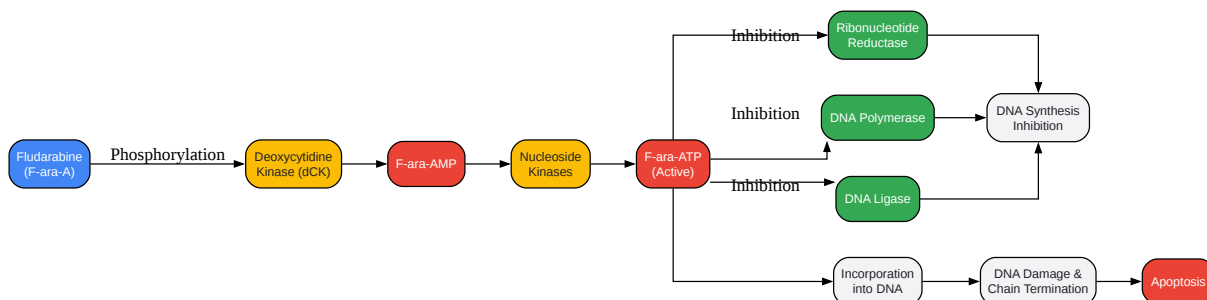 Fludarabine
(F-ara-A)
Phosphorylation
Deoxycytidine
Kinase (dCK)
F-ara-AMP
Nucleoside
Kinases
F-ara-ATP
(Active)
Inhibition
Ribonucleotide
Reductase
Inhibition
DNA Polymerase
Inhibition
DNA Ligase
DNA Synthesis
Inhibition
Incorporation
into DNA
DNA Damage &
Chain Termination
Apoptosis